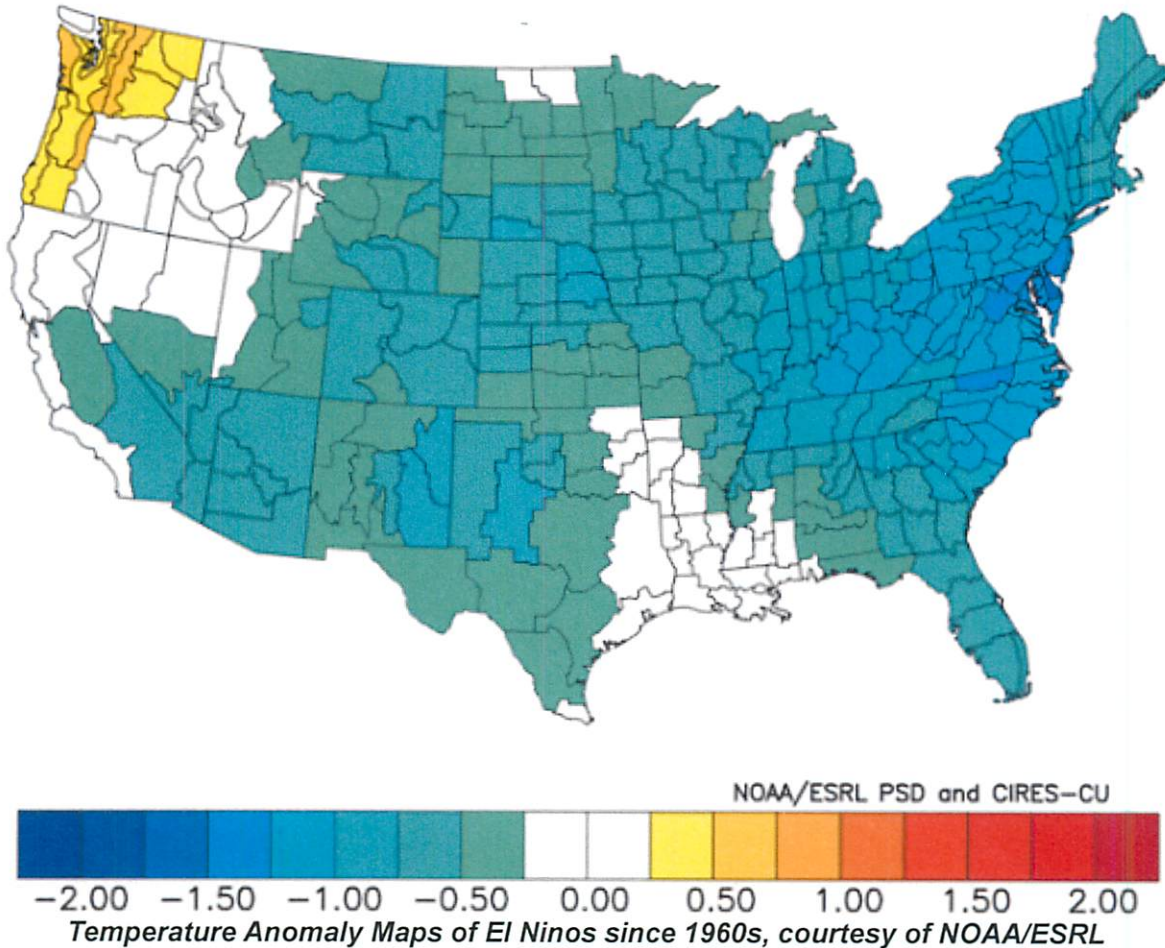 NOAA/ESRL PSD and CIRES–CU
−2.00 −1.50 −1.00 −0.50 0.00 0.50 1.00 1.50 2.00
Temperature Anomaly Maps of El Ninos since 1960s, courtesy of NOAA/ESRL